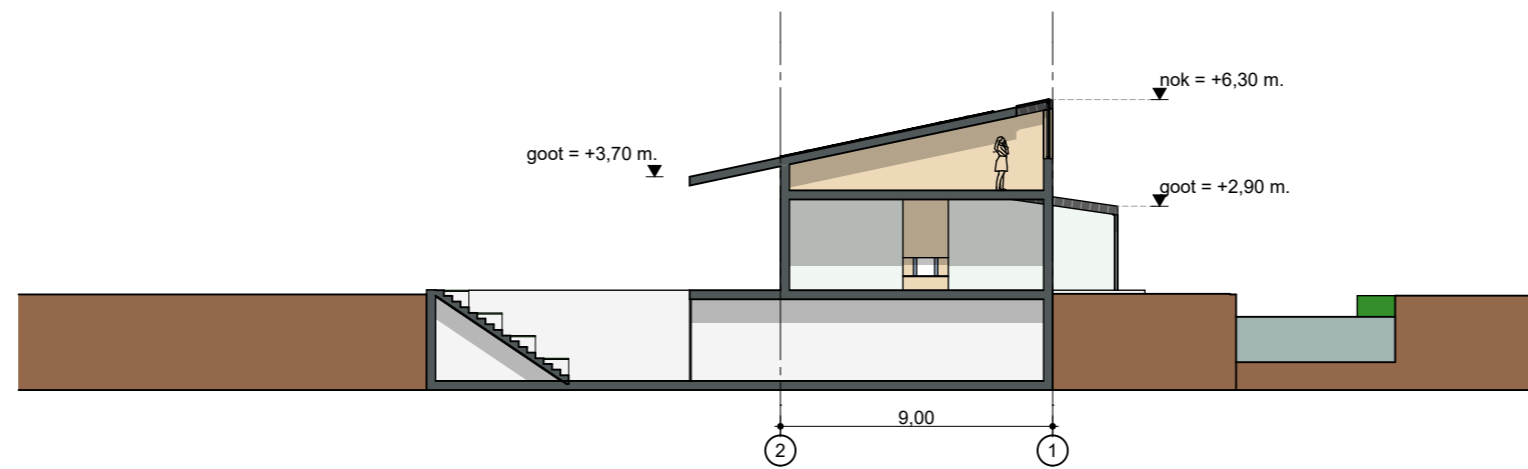 nok = +6,30 m.
goot = +3,70 m.
goot = +2,90 m.
9,00
2
1